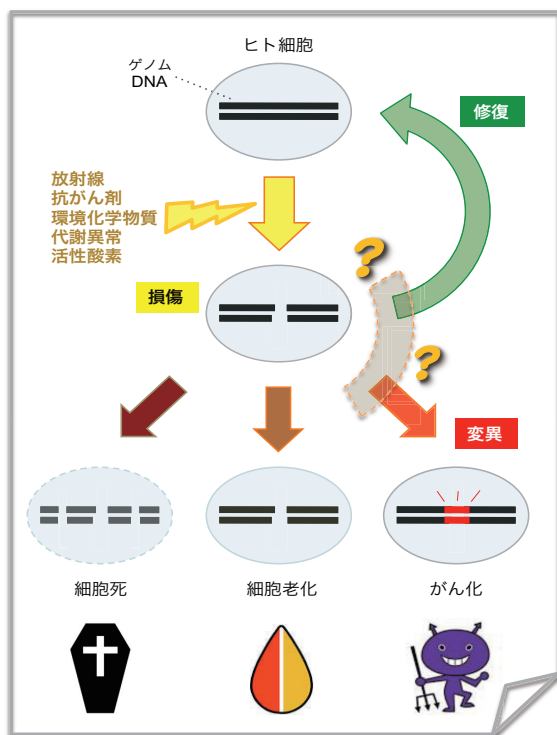 ヒト細胞
ゲノム
DNA
修復
放射線
抗がん剤
環境化学物質
代謝異常
活性酸素
?
損傷
?
変異
細胞死
細胞老化
がん化